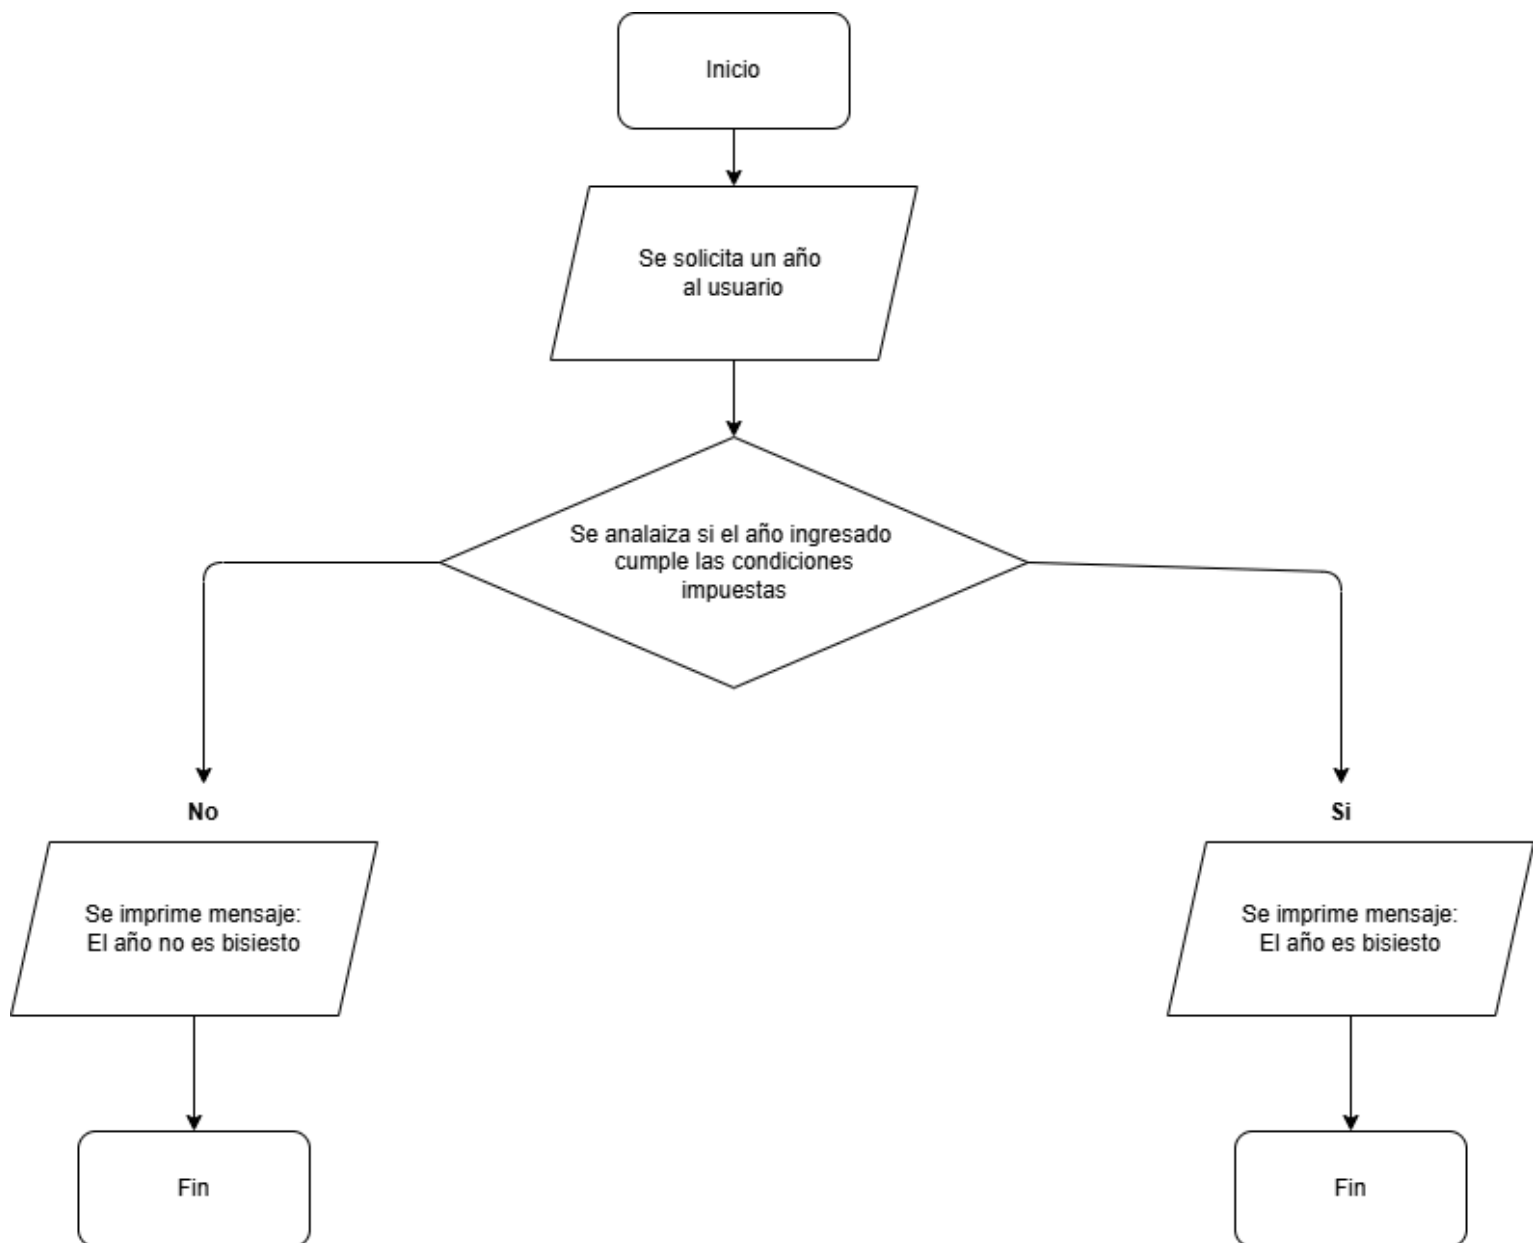 Inicio
Se solicita un año
al usuario
Se analaiza si el año ingresado
cumple las condiciones
impuestas
No
Si
Se imprime mensaje:
El año no es bisiesto
Se imprime mensaje:
El año es bisiesto
Fin
Fin